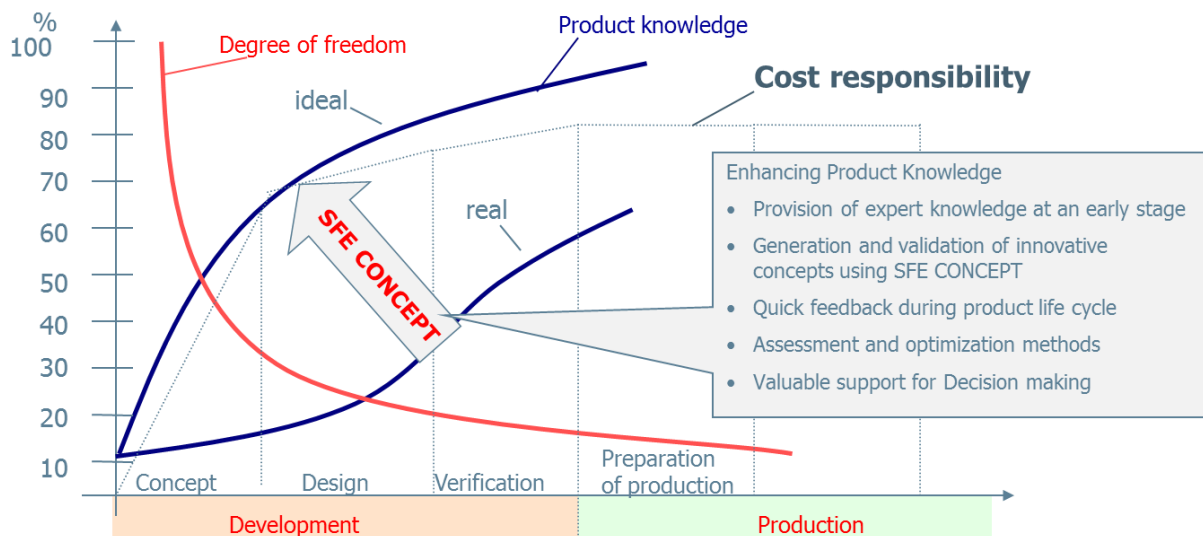 %
100
90
80
70
60
50
40
30
20
10
Degree of freedom
Product knowledge
ideal
Cost responsibility
real
SFE CONCEPT
Enhancing Product Knowledge
• Provision of expert knowledge at an early stage
• Generation and validation of innovative
concepts using SFE CONCEPT
• Quick feedback during product life cycle
• Assessment and optimization methods
• Valuable support for Decision making
Concept
Design
Verification
Preparation
of production
Development
Production